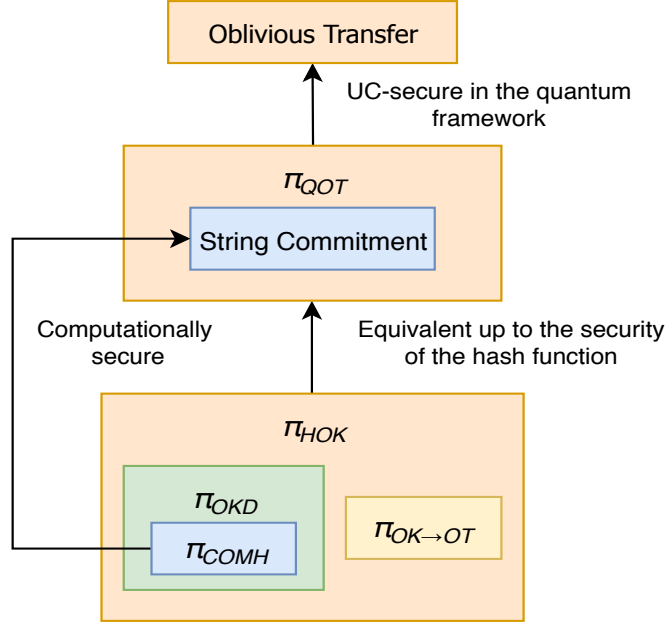 Oblivious Transfer
UC-secure in the quantum
framework
π_QOT
String Commitment
Computationally
secure
Equivalent up to the security
of the hash function
π_HOK
π_OKD
π_COMH
π_OK→OT